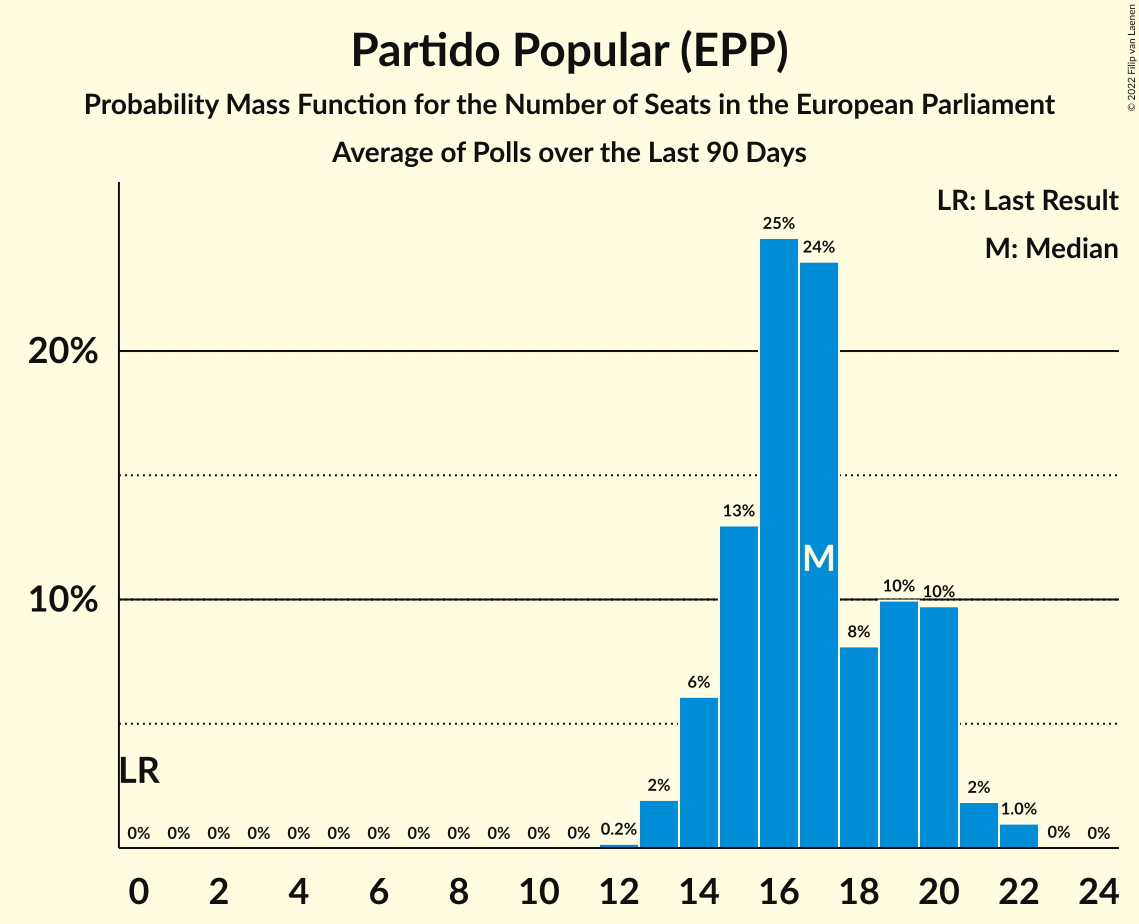 Partido Popular (EPP)
Probability Mass Function for the Number of Seats in the European Parliament
Average of Polls over the Last 90 Days
© 2022 Filip van Laenen
LR: Last Result
M: Median
25%
24%
20%
13%
M
10%
10%
10%
8%
6%
LR
2%
2%
1.0%
0% 0% 0% 0% 0% 0% 0% 0% 0% 0% 0% 0% 0.2% 0% 0%
0 2 4 6 8 10 12 14 16 18 20 22 24